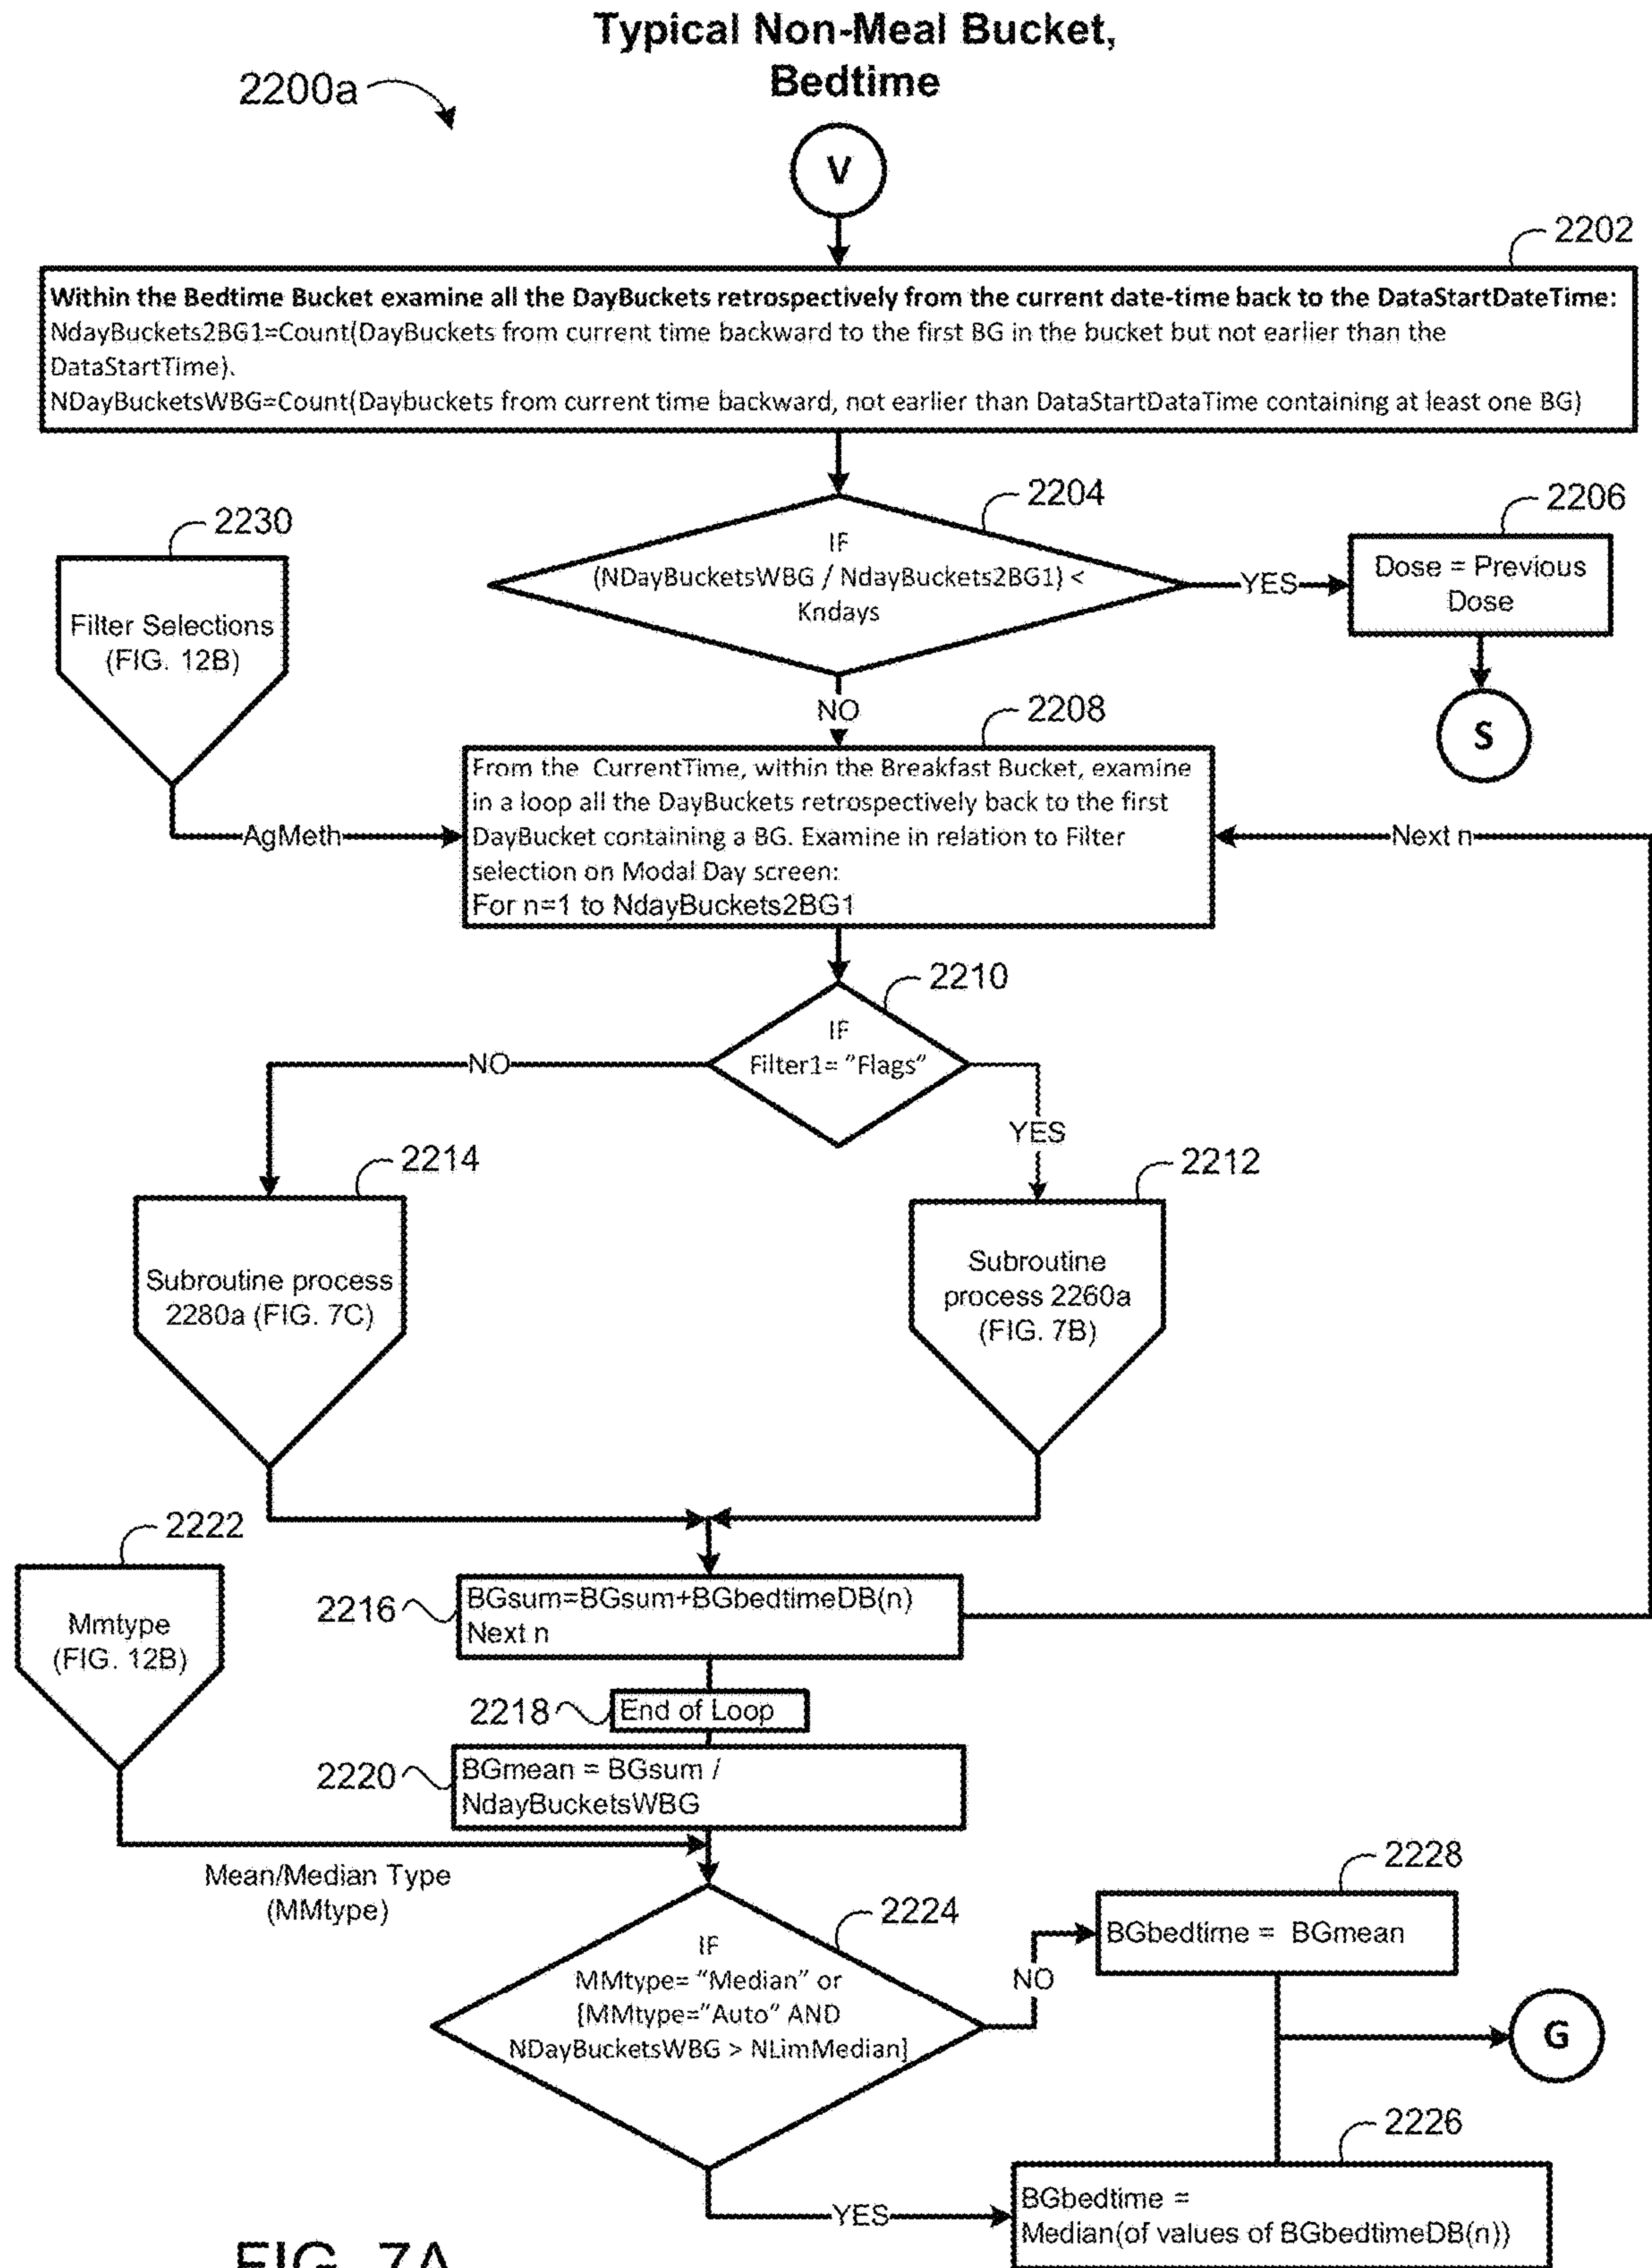 Typical Non-Meal Bucket,
Bedtime
2200a
V
2202
Within the Bedtime Bucket examine all the DayBuckets retrospectively from the current date-time back to the DataStartDateTime:
NdayBuckets2BG1=Count(DayBuckets from current time backward to the first BG in the bucket but not earlier than the
DataStartTime).
NDayBucketsWBG=Count(Daybuckets from current time backward, not earlier than DataStartDataTime containing at least one BG)
2204
IF
(NDayBucketsWBG / NdayBuckets2BG1) <
Kndays
YES
2206
Dose = Previous
Dose
S
2230
Filter Selections
(FIG. 12B)
NO
2208
AgMeth
From the CurrentTime, within the Breakfast Bucket, examine
in a loop all the DayBuckets retrospectively back to the first
DayBucket containing a BG. Examine in relation to Filter
selection on Modal Day screen:
For n=1 to NdayBuckets2BG1
Next n
2210
IF
Filter1= "Flags"
NO
YES
2214
Subroutine process
2280a (FIG. 7C)
2212
Subroutine
process 2260a
(FIG. 7B)
2222
Mmtype
(FIG. 12B)
2216
BGsum=BGsum+BGbedtimeDB(n)
Next n
2218
End of Loop
2220
BGmean = BGsum /
NdayBucketsWBG
Mean/Median Type
(MMtype)
2224
IF
MMtype= "Median" or
[MMtype="Auto" AND
NDayBucketsWBG > NLimMedian]
NO
2228
BGbedtime = BGmean
G
2226
YES
BGbedtime =
Median(of values of BGbedtimeDB(n))
FIG. 7A